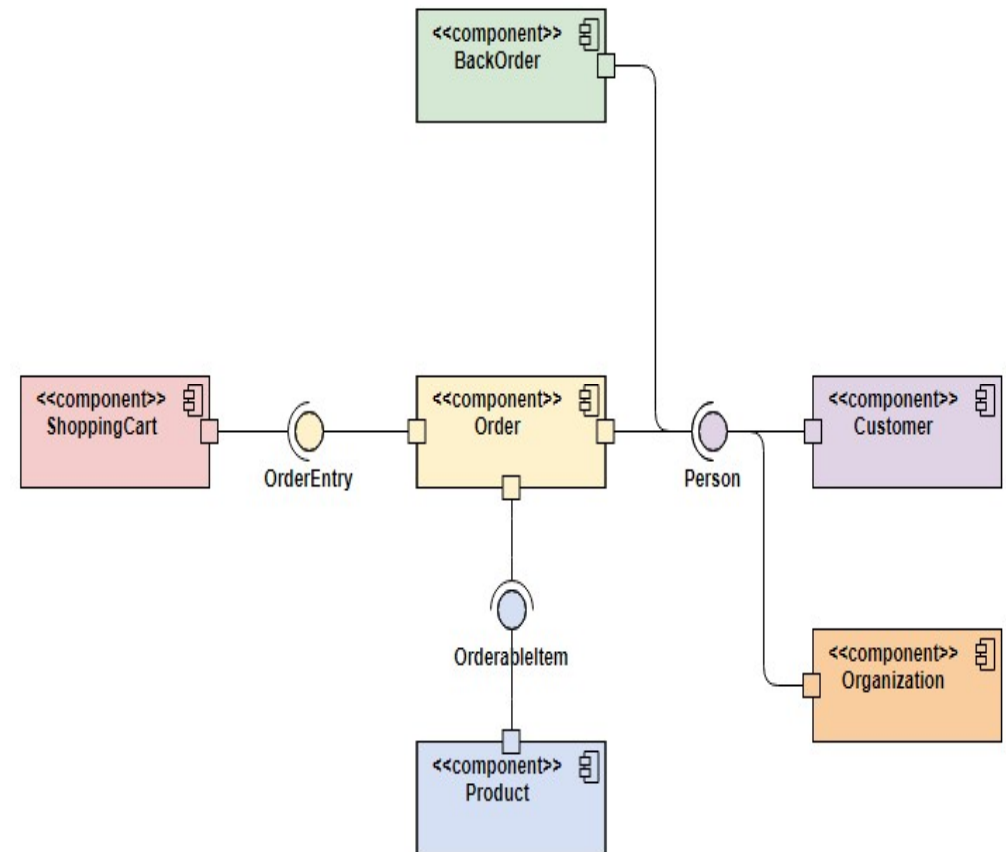 <<component>>
BackOrder
<<component>>
ShoppingCart
OrderEntry
<<component>>
Order
Person
<<component>>
Customer
OrderableItem
<<component>>
Organization
<<component>>
Product